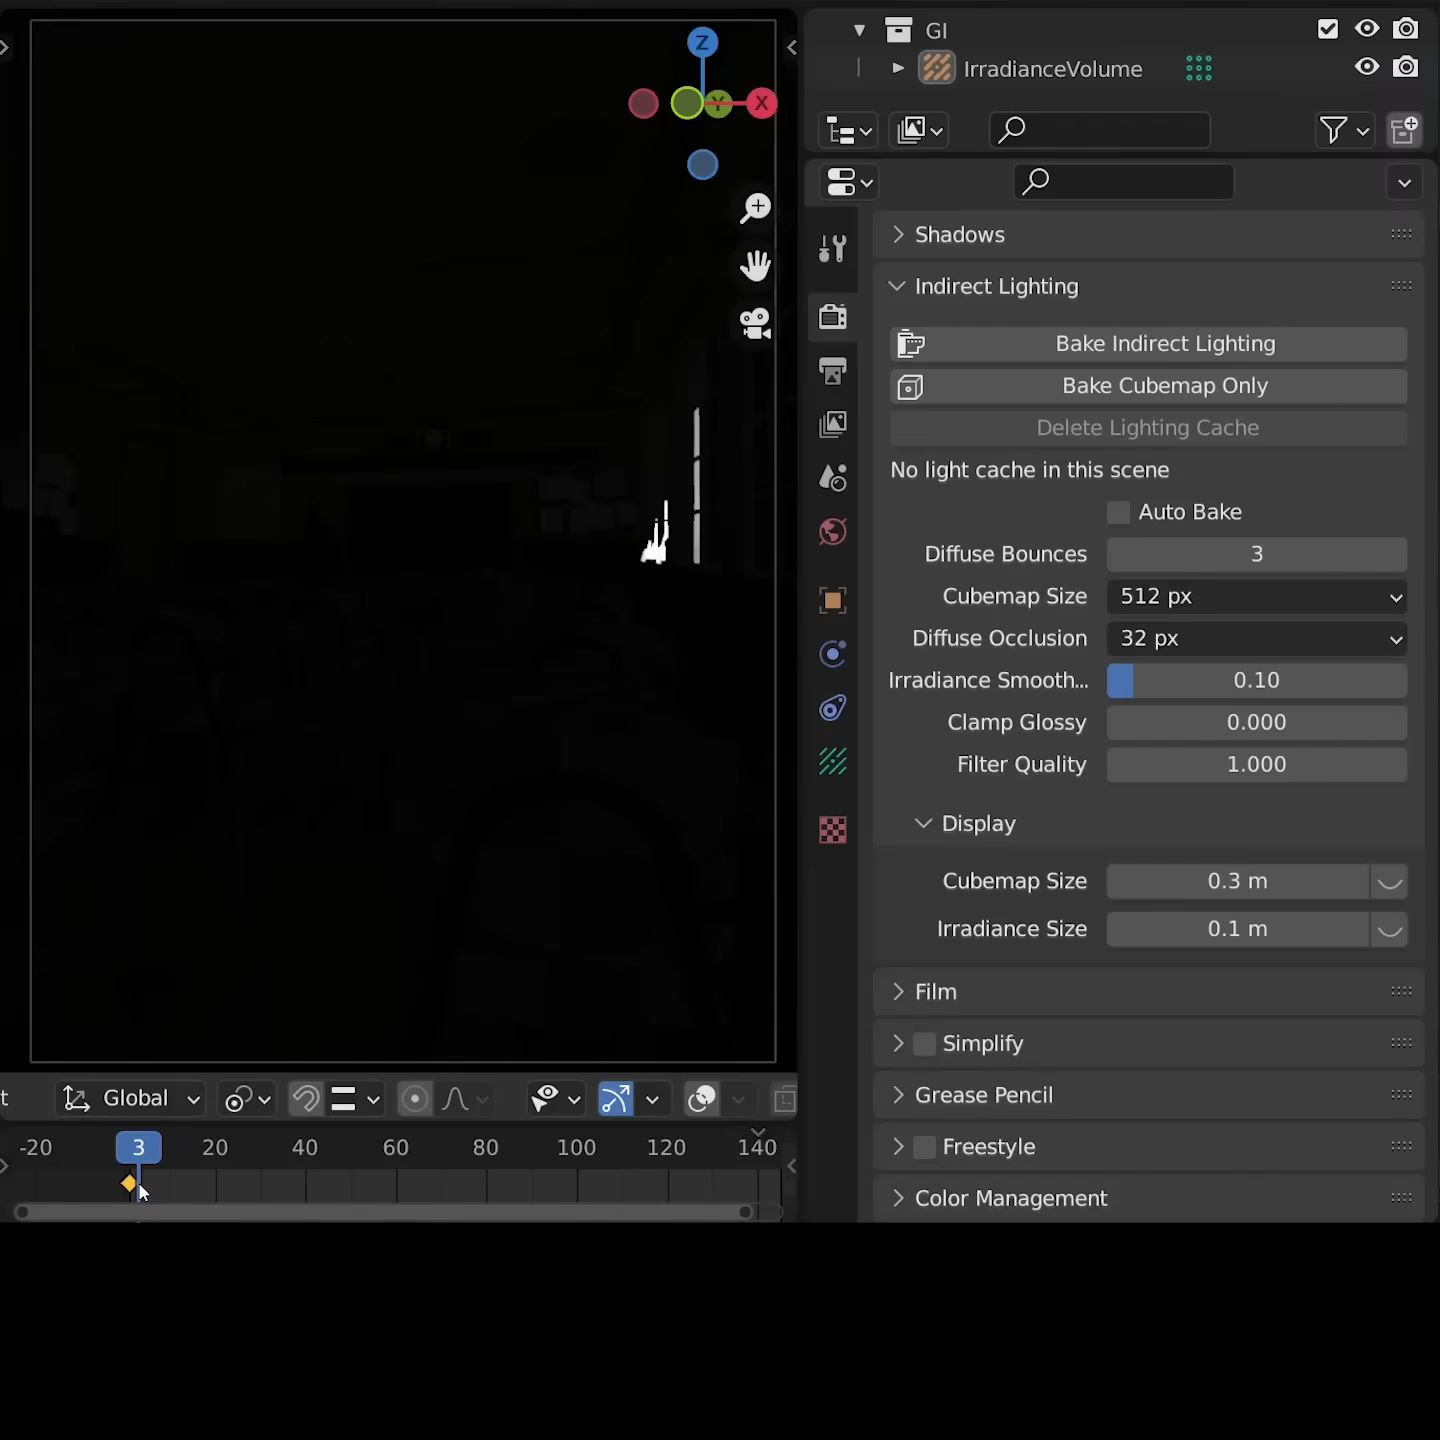 GI
IrradianceVolume
Z
Y
X
Shadows
Indirect Lighting
Bake Indirect Lighting
Bake Cubemap Only
Delete Lighting Cache
No light cache in this scene
Auto Bake
Diffuse Bounces 3
Cubemap Size 512 px
Diffuse Occlusion 32 px
Irradiance Smooth... 0.10
Clamp Glossy 0.000
Filter Quality 1.000
Display
Cubemap Size 0.3 m
Irradiance Size 0.1 m
Film
Simplify
Grease Pencil
Freestyle
Color Management
t Global
-20 3 20 40 60 80 100 120 140